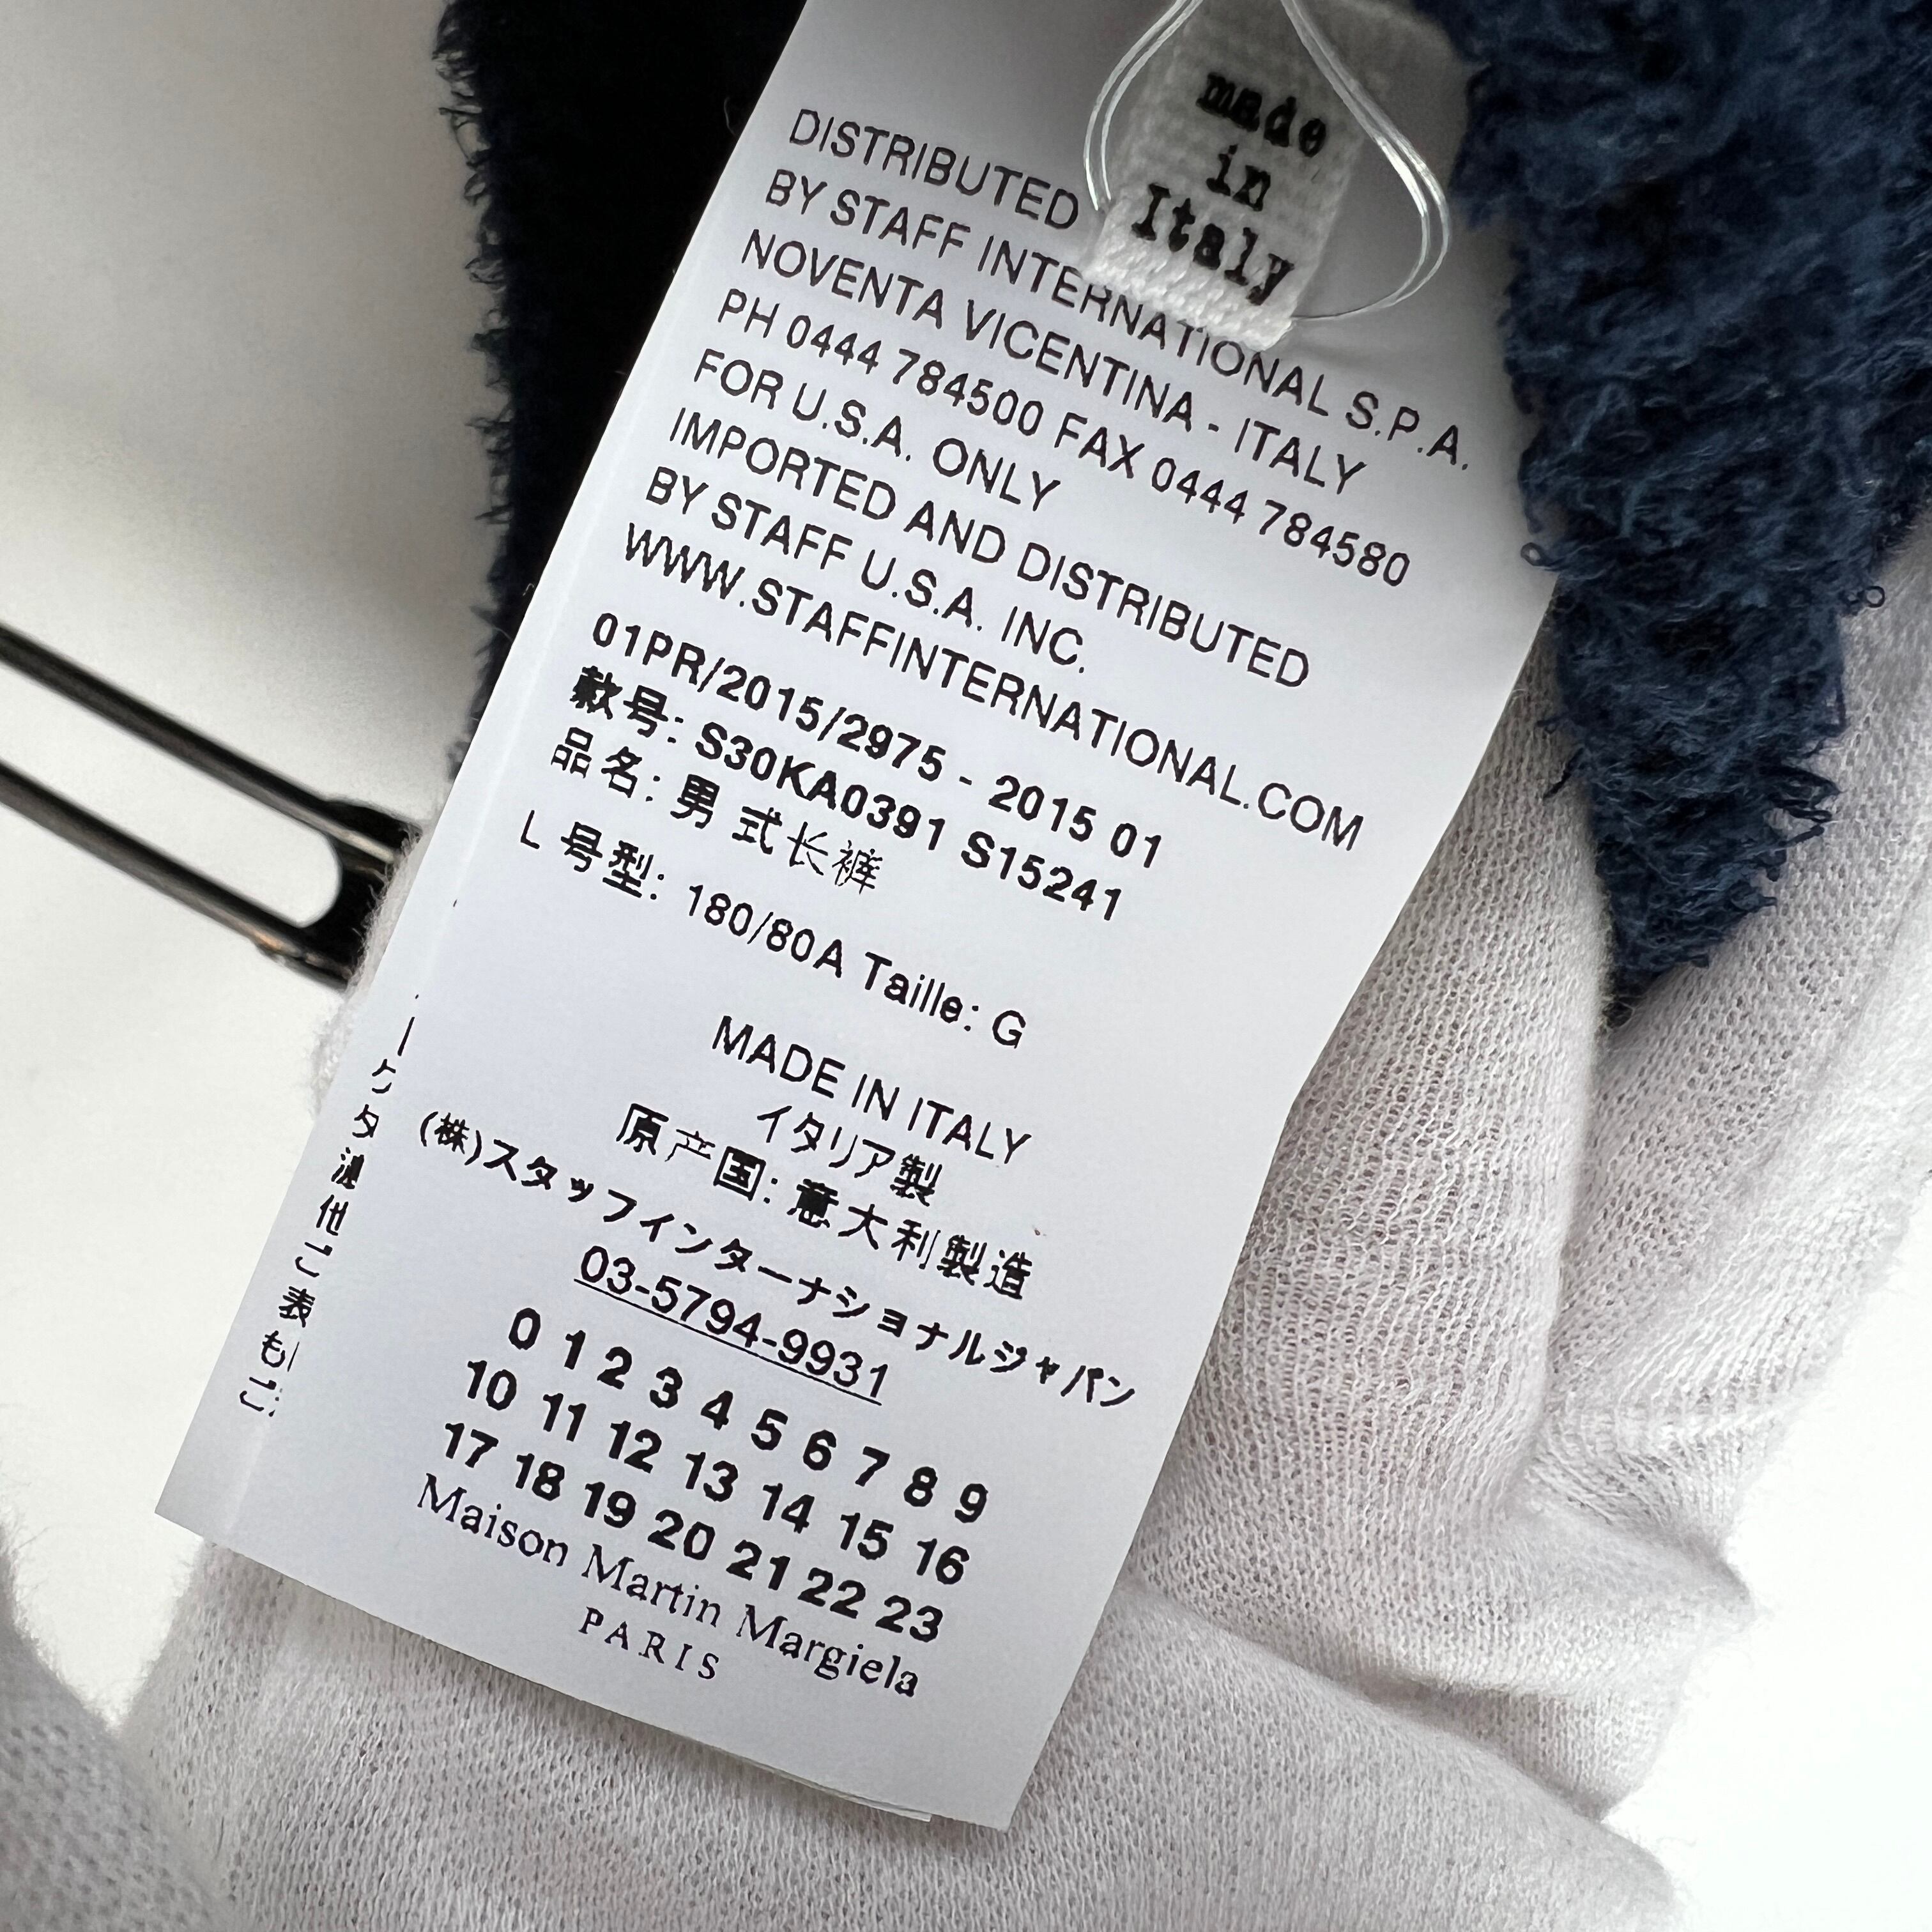 made
in
Italy
DISTRIBUTED
BY STAFF INTERNATIONAL S.P.A.
NOVENTA VICENTINA - ITALY
PH 0444 784500 FAX 0444 784580
FOR U.S.A. ONLY
IMPORTED AND DISTRIBUTED
BY STAFF U.S.A. INC.
WWW.STAFFINTERNATIONAL.COM
01PR/2015/2975 - 2015 01
款号: S30KA0391 S15241
品名: 男式长裤
L 号型: 180/80A Taille: G
MADE IN ITALY
イタリア製
原产国: 意大利製造
(株)スタッフインターナショナルジャパン
03-5794-9931
0 1 2 3 4 5 6 7 8 9
10 11 12 13 14 15 16
17 18 19 20 21 22 23
Maison Martin Margiela
PARIS